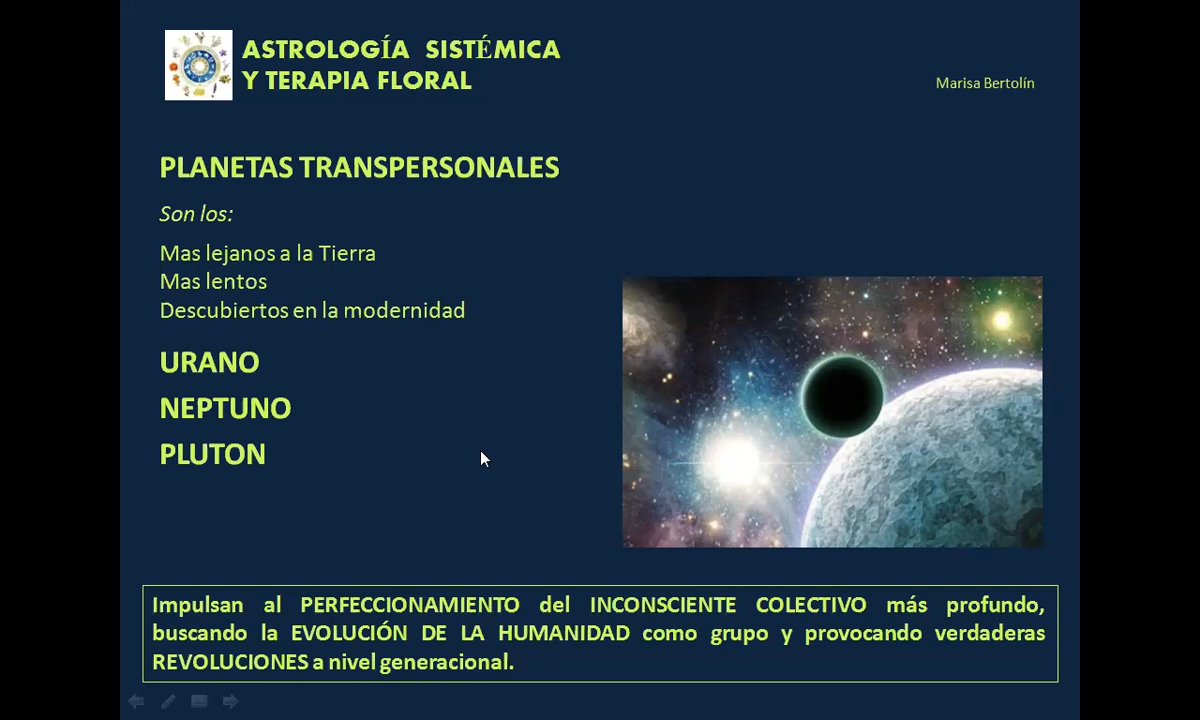 ASTROLOGÍA SISTÉMICA
Y TERAPIA FLORAL
Marisa Bertolín
PLANETAS TRANSPERSONALES
Son los:
Mas lejanos a la Tierra
Mas lentos
Descubiertos en la modernidad
URANO
NEPTUNO
PLUTON
Impulsan al PERFECCIONAMIENTO del INCONSCIENTE COLECTIVO más profundo,
buscando la EVOLUCIÓN DE LA HUMANIDAD como grupo y provocando verdaderas
REVOLUCIONES a nivel generacional.